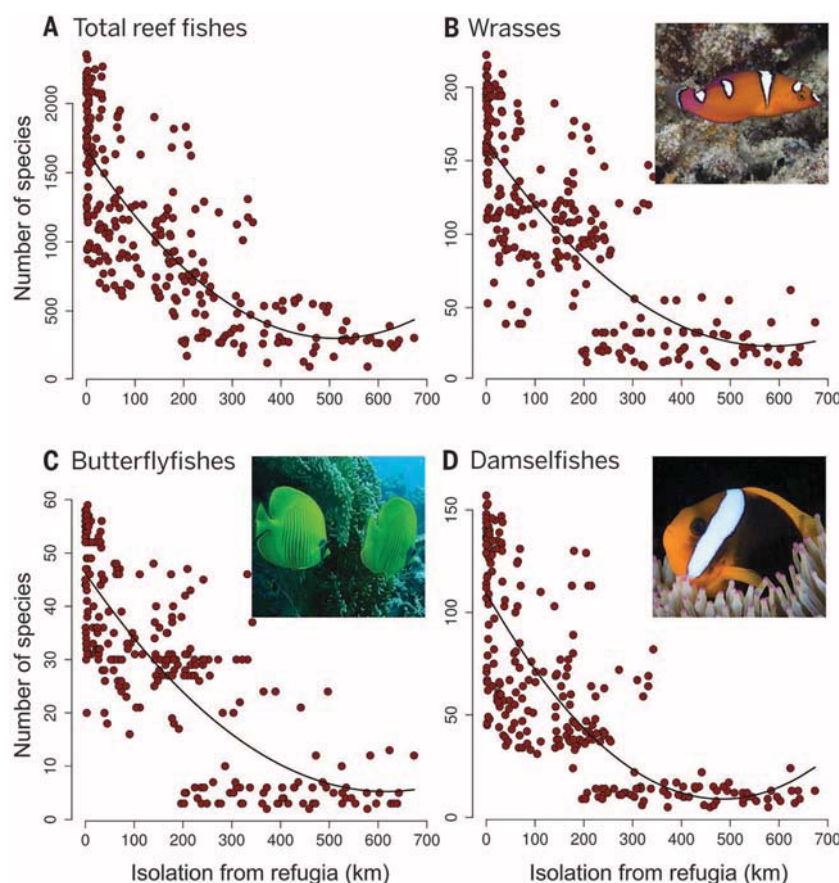 A Total reef fishes
B Wrasses
Number of species
0
500
1000
1500
2000
0 100 200 300 400 500 600 700
0
50
100
150
200
0 100 200 300 400 500 600 700
C Butterflyfishes
D Damselfishes
Number of species
0
10
20
30
40
50
60
0 100 200 300 400 500 600 700
Isolation from refugia (km)
0
50
100
150
0 100 200 300 400 500 600 700
Isolation from refugia (km)